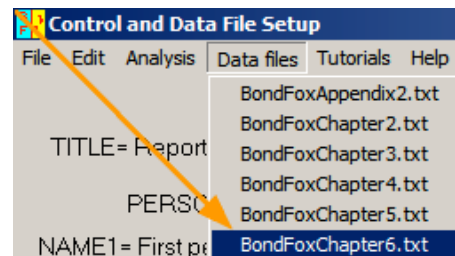 Control and Data File Setup
File Edit Analysis Data files Tutorials Help
BondFoxAppendix2.txt
BondFoxChapter2.txt
TITLE= Report
BondFoxChapter3.txt
BondFoxChapter4.txt
BondFoxChapter5.txt
NAME1= First
BondFoxChapter6.txt